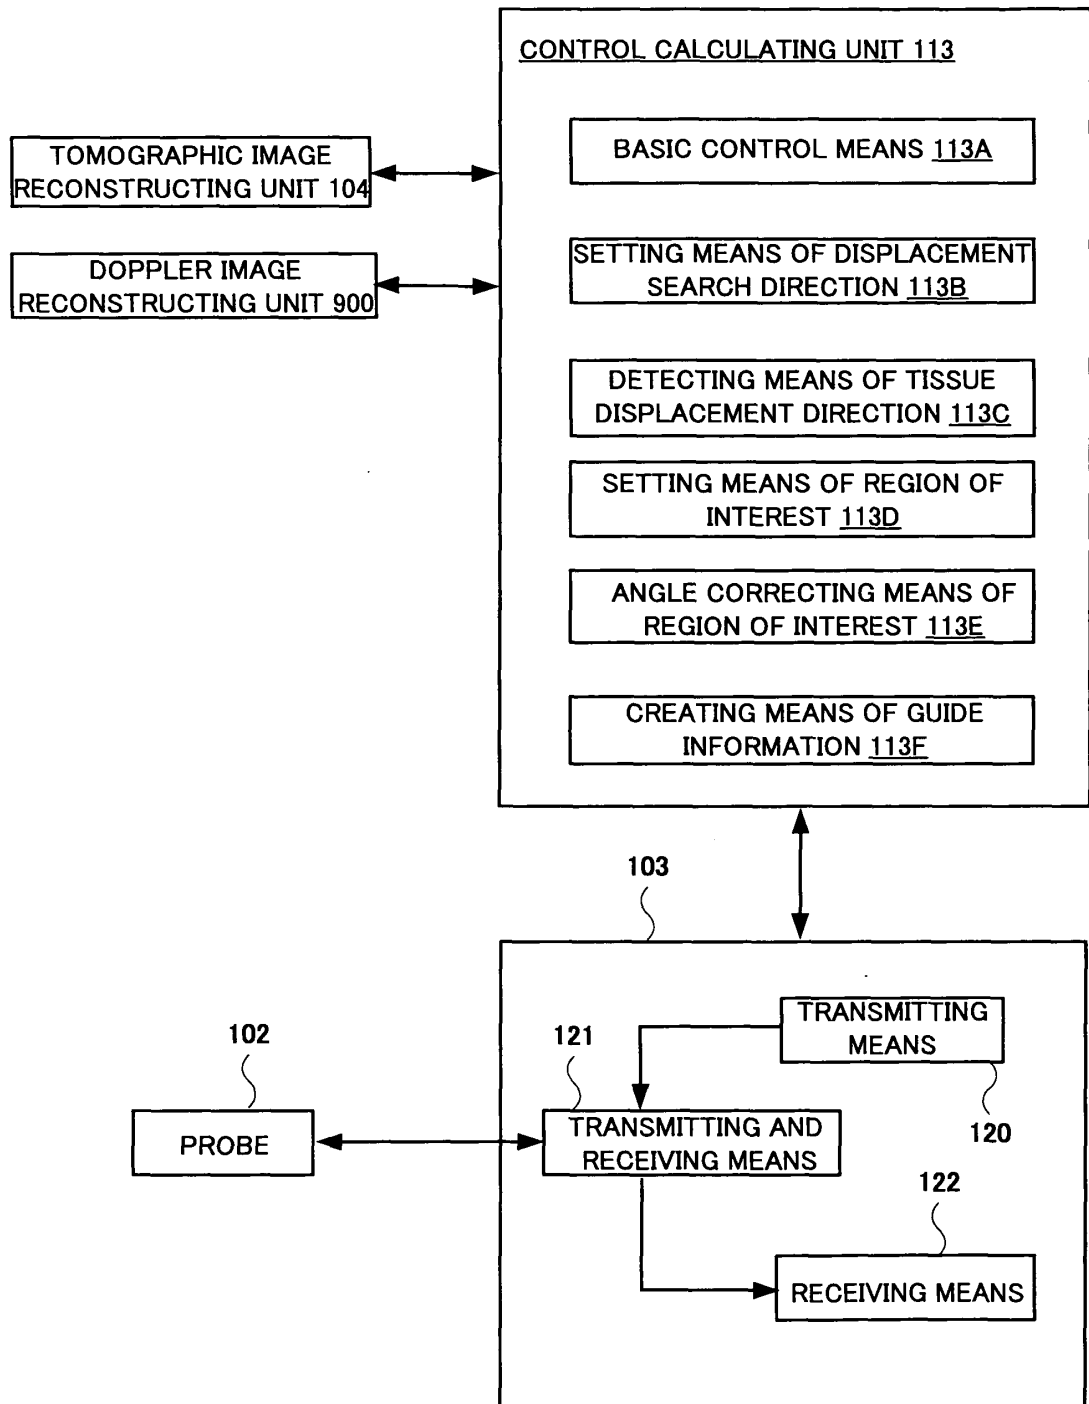 CONTROL CALCULATING UNIT 113
BASIC CONTROL MEANS 113A
TOMOGRAPHIC IMAGE
RECONSTRUCTING UNIT 104
SETTING MEANS OF DISPLACEMENT
SEARCH DIRECTION 113B
DOPPLER IMAGE
RECONSTRUCTING UNIT 900
DETECTING MEANS OF TISSUE
DISPLACEMENT DIRECTION 113C
SETTING MEANS OF REGION OF
INTEREST 113D
ANGLE CORRECTING MEANS OF
REGION OF INTEREST 113E
CREATING MEANS OF GUIDE
INFORMATION 113F
103
TRANSMITTING
MEANS
120
102
121
PROBE
TRANSMITTING AND
RECEIVING MEANS
122
RECEIVING MEANS